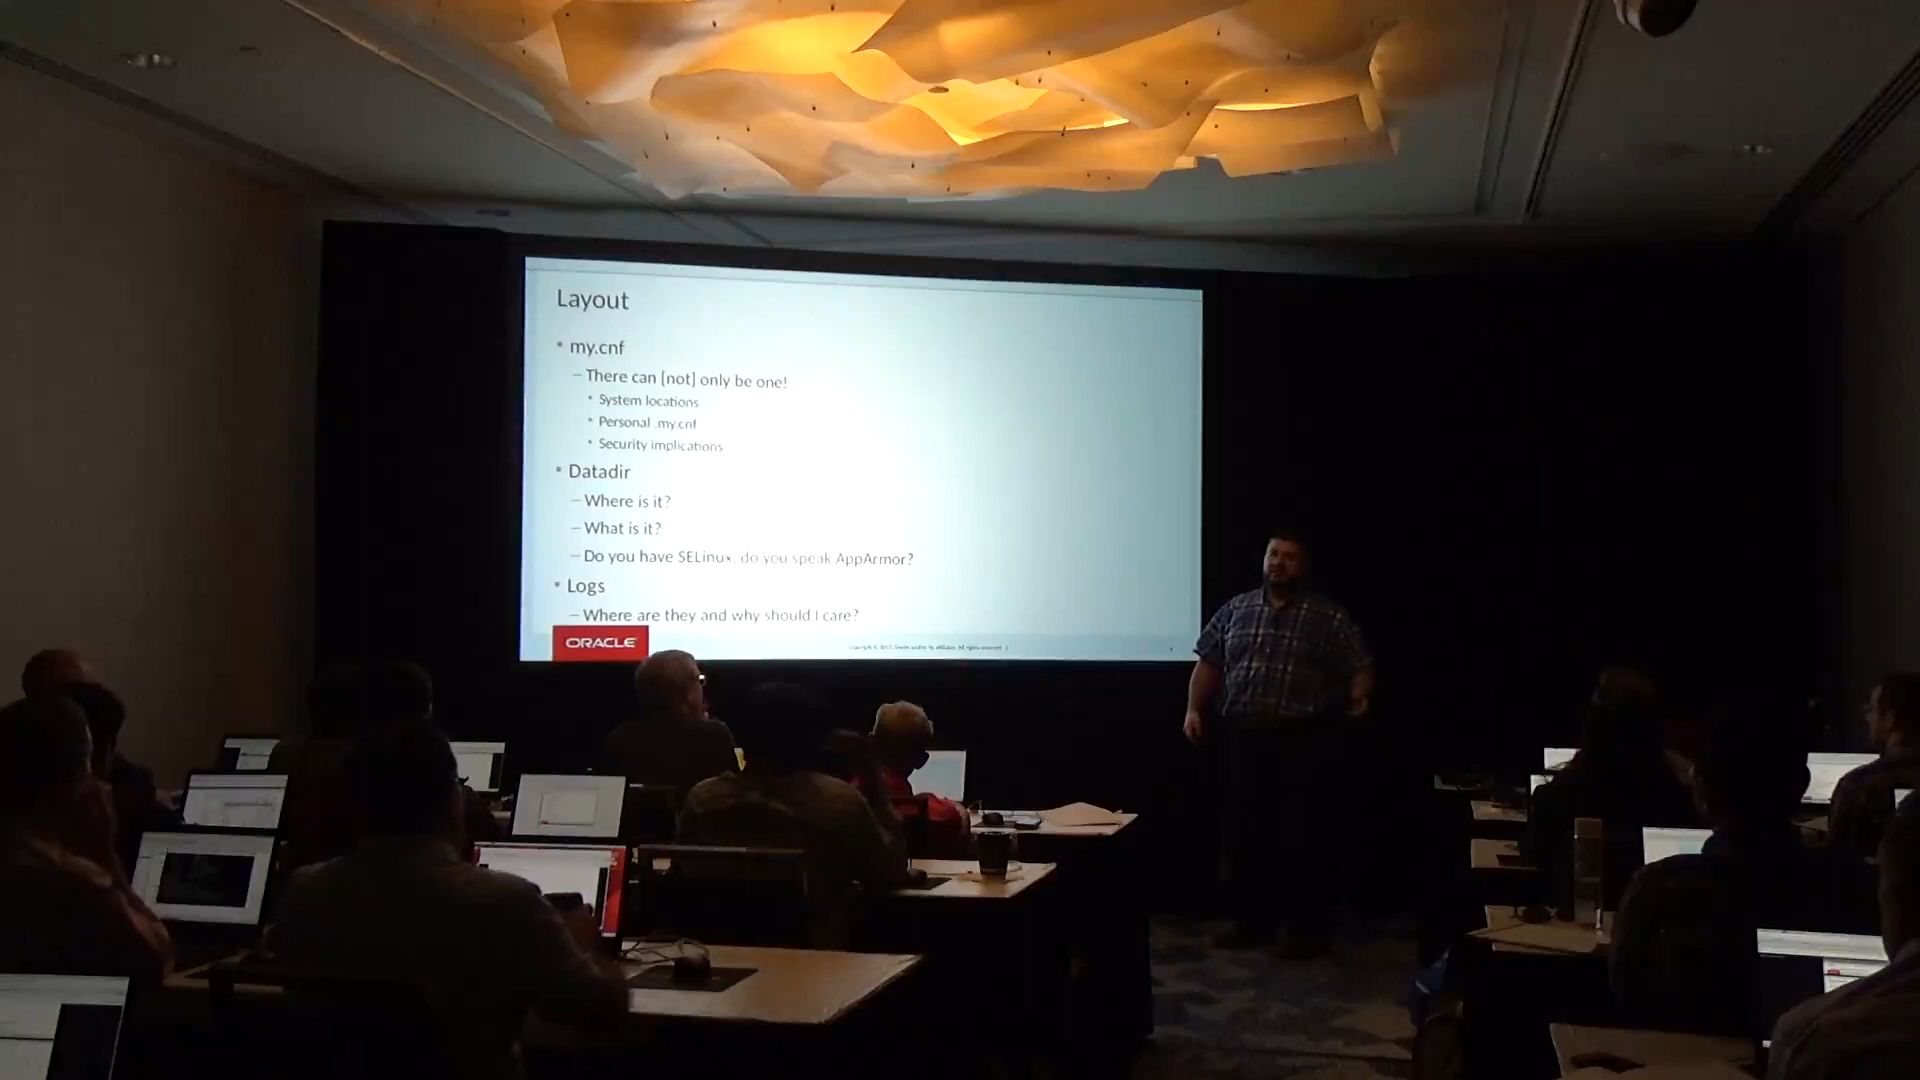 Layout
• my.cnf
– There can [not] only be one!
• System locations
• Personal .my.cnf
• Security implications
• Datadir
– Where is it?
– What is it?
– Do you have SELinux, do you speak AppArmor?
• Logs
– Where are they and why should I care?
ORACLE